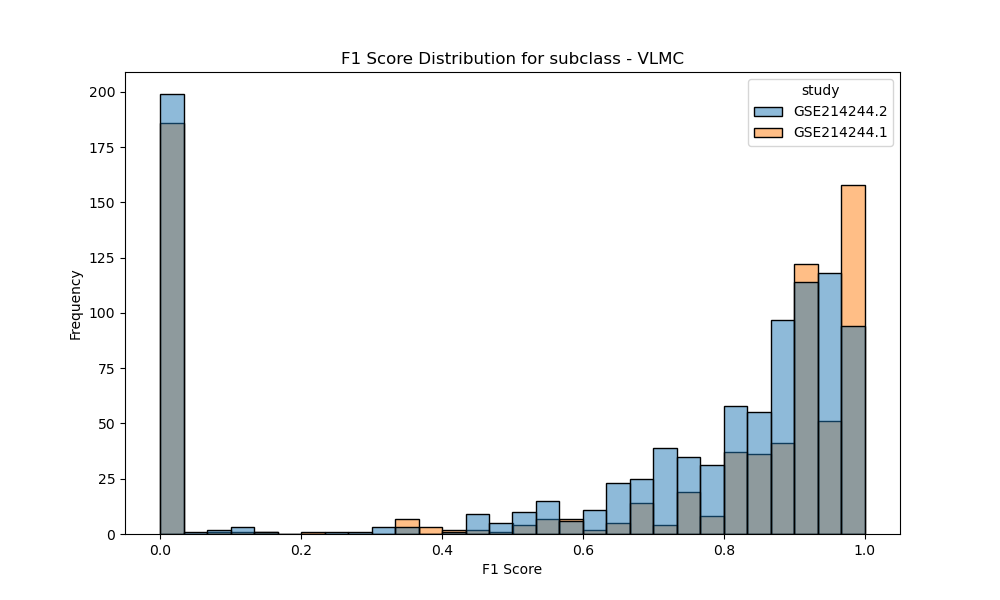 F1 Score Distribution for subclass - VLMC
study
GSE214244.2
GSE214244.1
Frequency
200
175
150
125
100
75
50
25
0
0.0 0.2 0.4 0.6 0.8 1.0
F1 Score